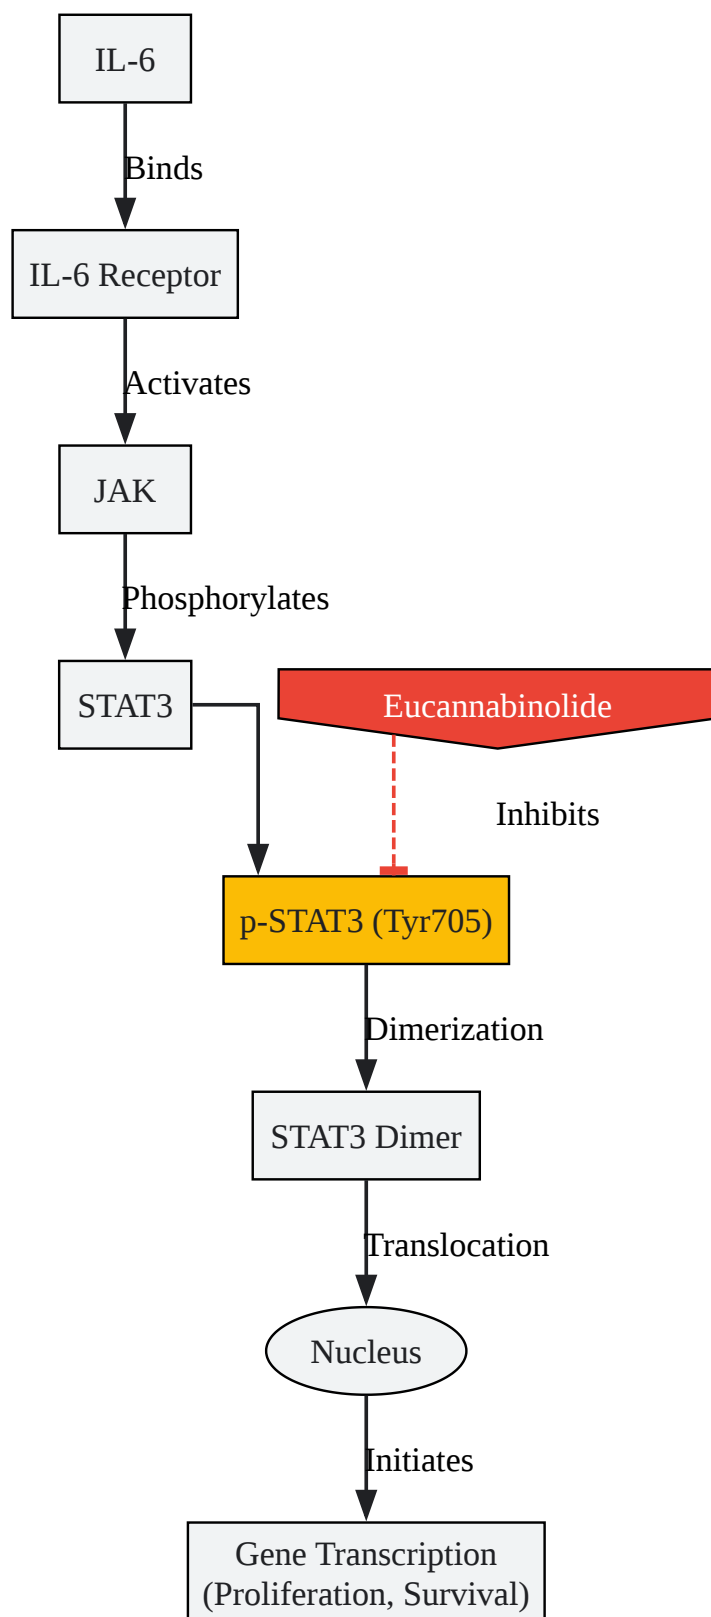 IL-6
Binds
IL-6 Receptor
Activates
JAK
Phosphorylates
STAT3
Eucannabinolide
Inhibits
p-STAT3 (Tyr705)
Dimerization
STAT3 Dimer
Translocation
Nucleus
Initiates
Gene Transcription
(Proliferation, Survival)